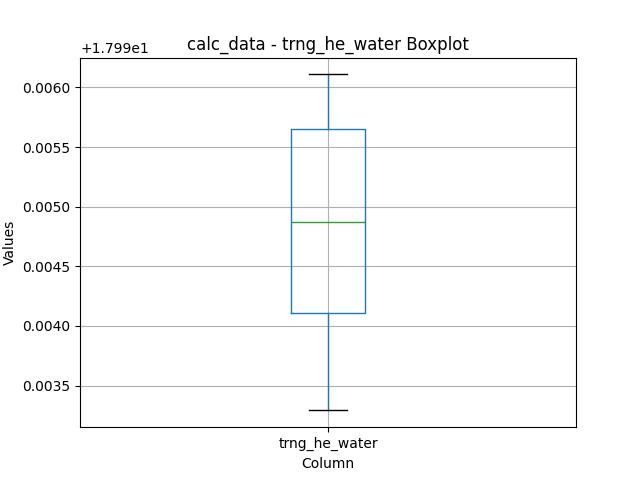 calc_data - trng_he_water Boxplot
+1.799e1
0.0060
0.0055
0.0050
0.0045
0.0040
0.0035
Values
trng_he_water
Column